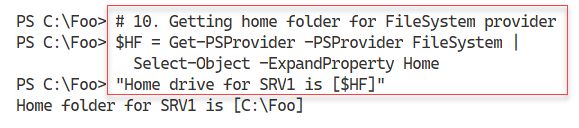 PS C:\Foo> # 10. Getting home folder for FileSystem provider
PS C:\Foo> $HF = Get-PSProvider -PSProvider FileSystem |
Select-Object -ExpandProperty Home
PS C:\Foo> "Home drive for SRV1 is [$HF]"
Home folder for SRV1 is [C:\Foo]